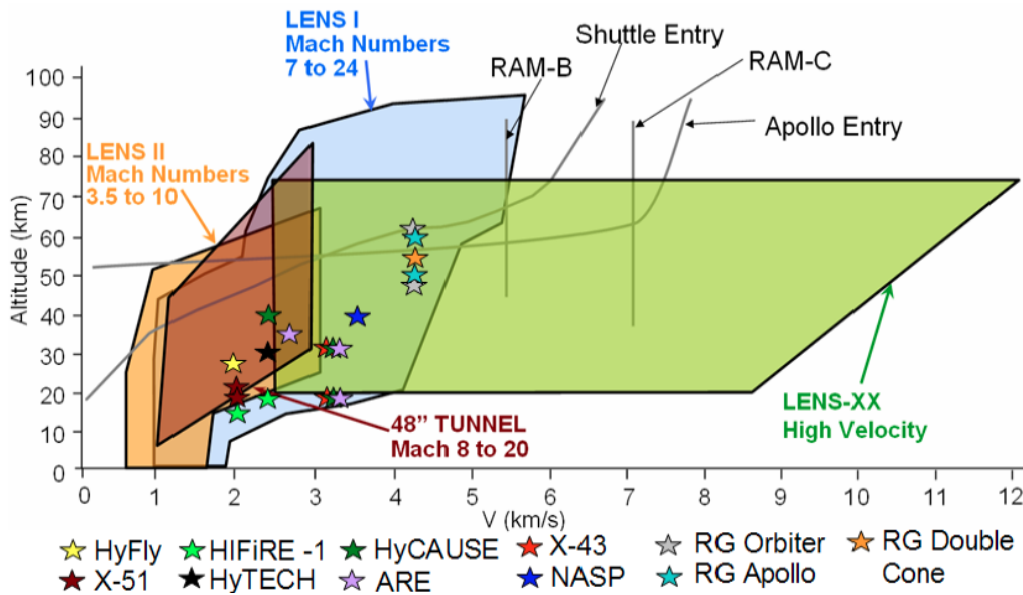 LENS I
Mach Numbers
7 to 24
Shuttle Entry
RAM-B
RAM-C
Apollo Entry
LENS II
Mach Numbers
3.5 to 10
Altitude (km)
100
90
80
70
60
50
40
30
20
10
0
48” TUNNEL
Mach 8 to 20
LENS-XX
High Velocity
0 1 2 3 4 5 6 7 8 9 10 11 12
V (km/s)
HyFly HIFiRE -1 HyCAUSE X-43 RG Orbiter RG Double
X-51 HyTECH ARE NASP RG Apollo Cone